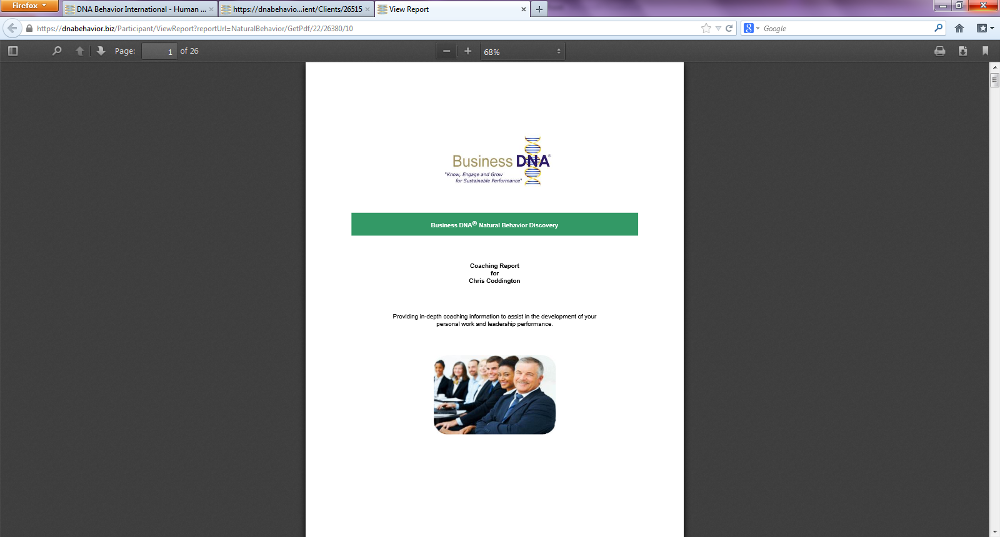 Firefox
DNA Behavior International - Human ...
https://dnabehavio...ient/Clients/26515
View Report
https://dnabehavior.biz/Participant/ViewReport?reportUrl=NaturalBehavior/GetPdf/22/26380/10
Google
Page: 1 of 26
68%
Business DNA®
"Know, Engage and Grow
for Sustainable Performance"
Business DNA® Natural Behavior Discovery
Coaching Report
for
Chris Coddington
Providing in-depth coaching information to assist in the development of your
personal work and leadership performance.